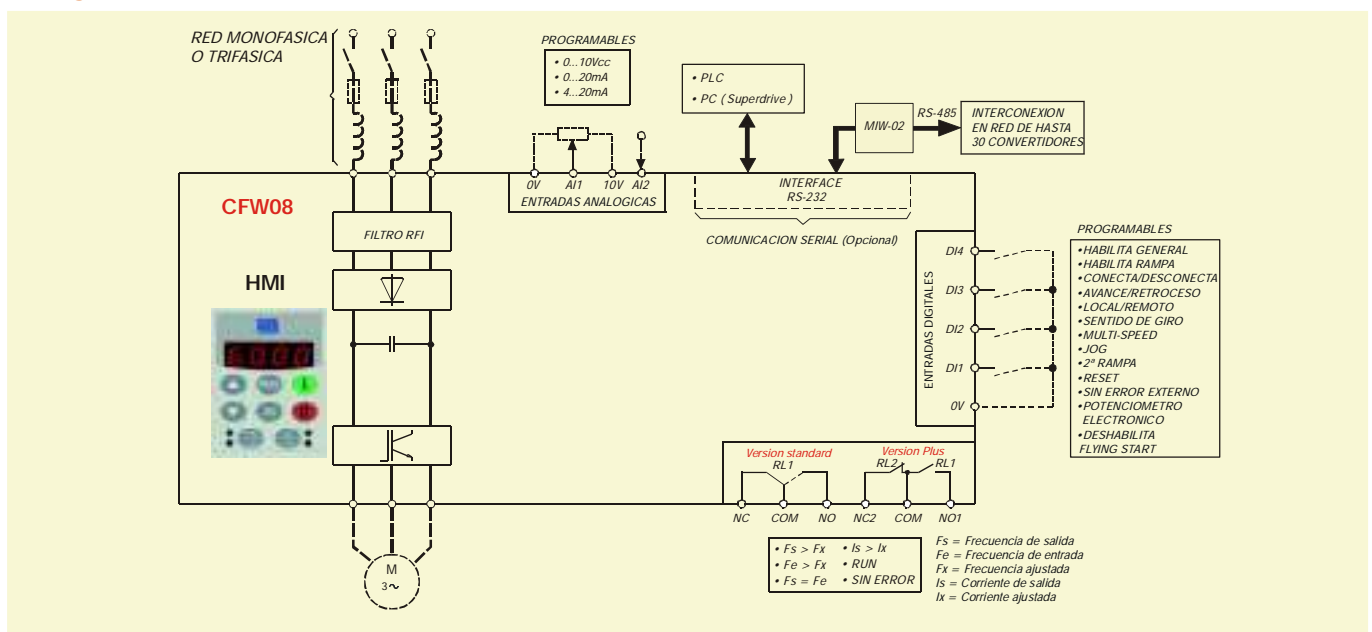 RED MONOFASICA
O TRIFASICA
PROGRAMABLES
• 0...10Vcc
• 0...20mA
• 4...20mA
• PLC
• PC ( Superdrive )
MIW-02
RS-485
INTERCONEXION
EN RED DE HASTA
30 CONVERTIDORES
0V AI1 10V AI2
ENTRADAS ANALOGICAS
INTERFACE
RS-232
COMUNICACION SERIAL (Opcional)
CFW08
FILTRO RFI
HMI
ENTRADAS DIGITALES
DI4
DI3
DI2
DI1
0V
PROGRAMABLES
•HABILITA GENERAL
•HABILITA RAMPA
•CONECTA/DESCONECTA
•AVANCE/RETROCESO
•LOCAL/REMOTO
•SENTIDO DE GIRO
•MULTI-SPEED
•JOG
•2ª RAMPA
•RESET
•SIN ERROR EXTERNO
•POTENCIOMETRO
ELECTRONICO
•DESHABILITA
FLYING START
Version standard
RL1
Version Plus
RL2 RL1
NC COM NO NC2 COM NO1
M
3~
• Fs > Fx • Is > Ix
• Fe > Fx • RUN
• Fs = Fe • SIN ERROR
Fs = Frecuencia de salida
Fe = Frecuencia de entrada
Fx = Frecuencia ajustada
Is = Corriente de salida
Ix = Corriente ajustada